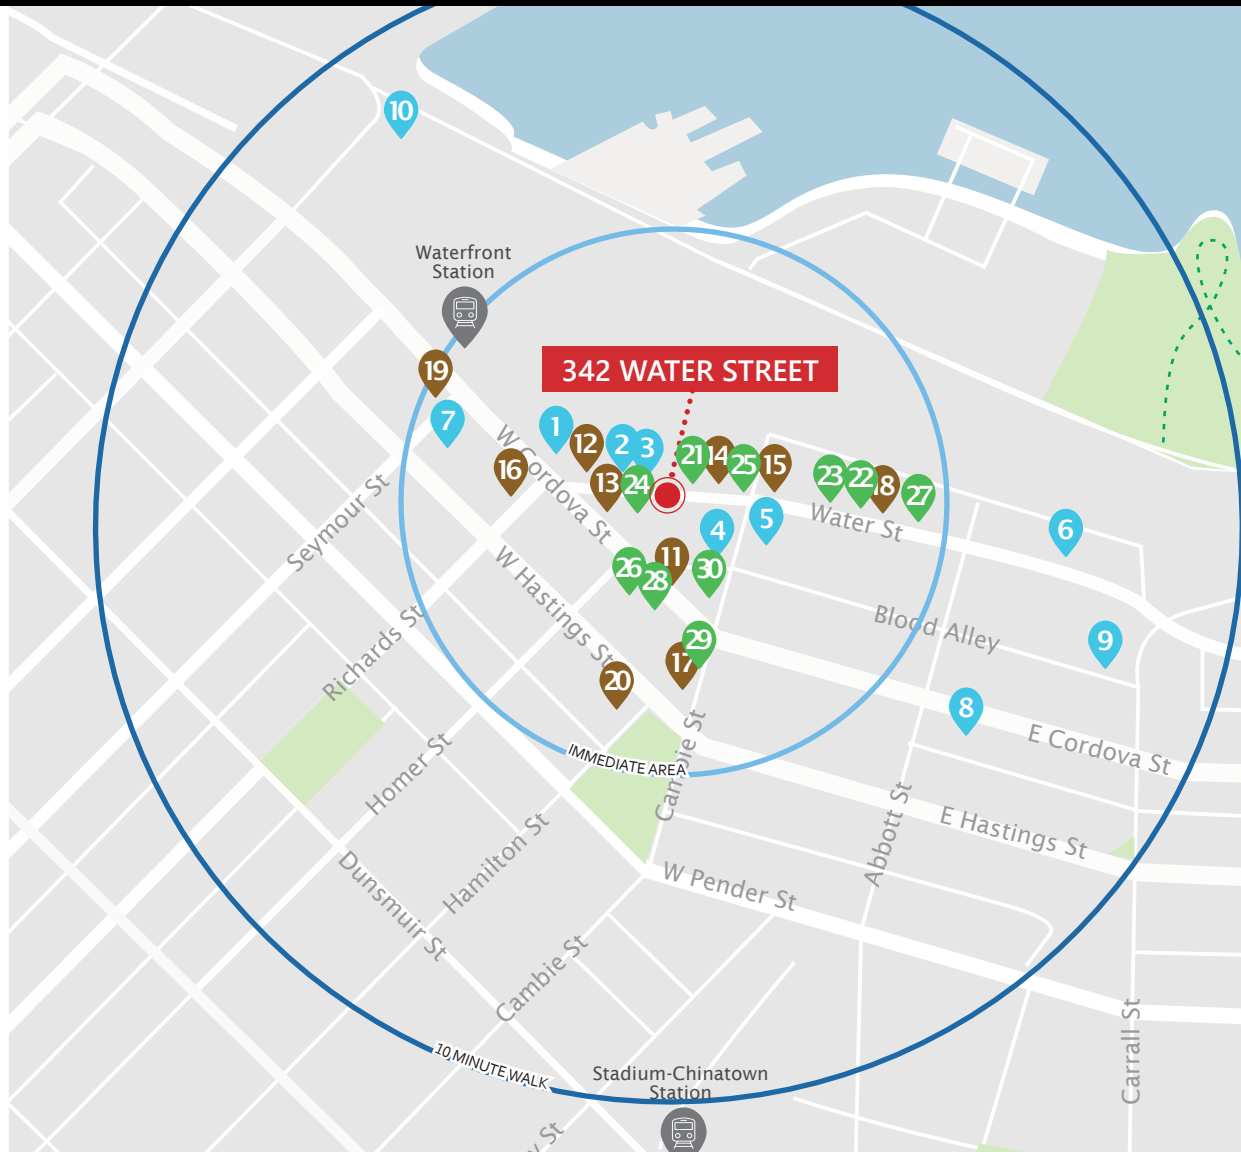 10
Waterfront
Station
342 WATER STREET
19
7
1
12
2
3
16
13
24
21
14
25
15
23
22
18
27
W Cordova St
Water St
4
5
6
Seymour St
W Hastings St
26
28
11
30
Blood Alley
9
Richards St
29
17
20
8
Cambie St
E Cordova St
IMMEDIATE AREA
Homer St
Abbott St
E Hastings St
Hamilton St
Dunsmuir St
W Pender St
Cambie St
10 MINUTE WALK
Carrall St
Stadium-Chinatown
Station
St